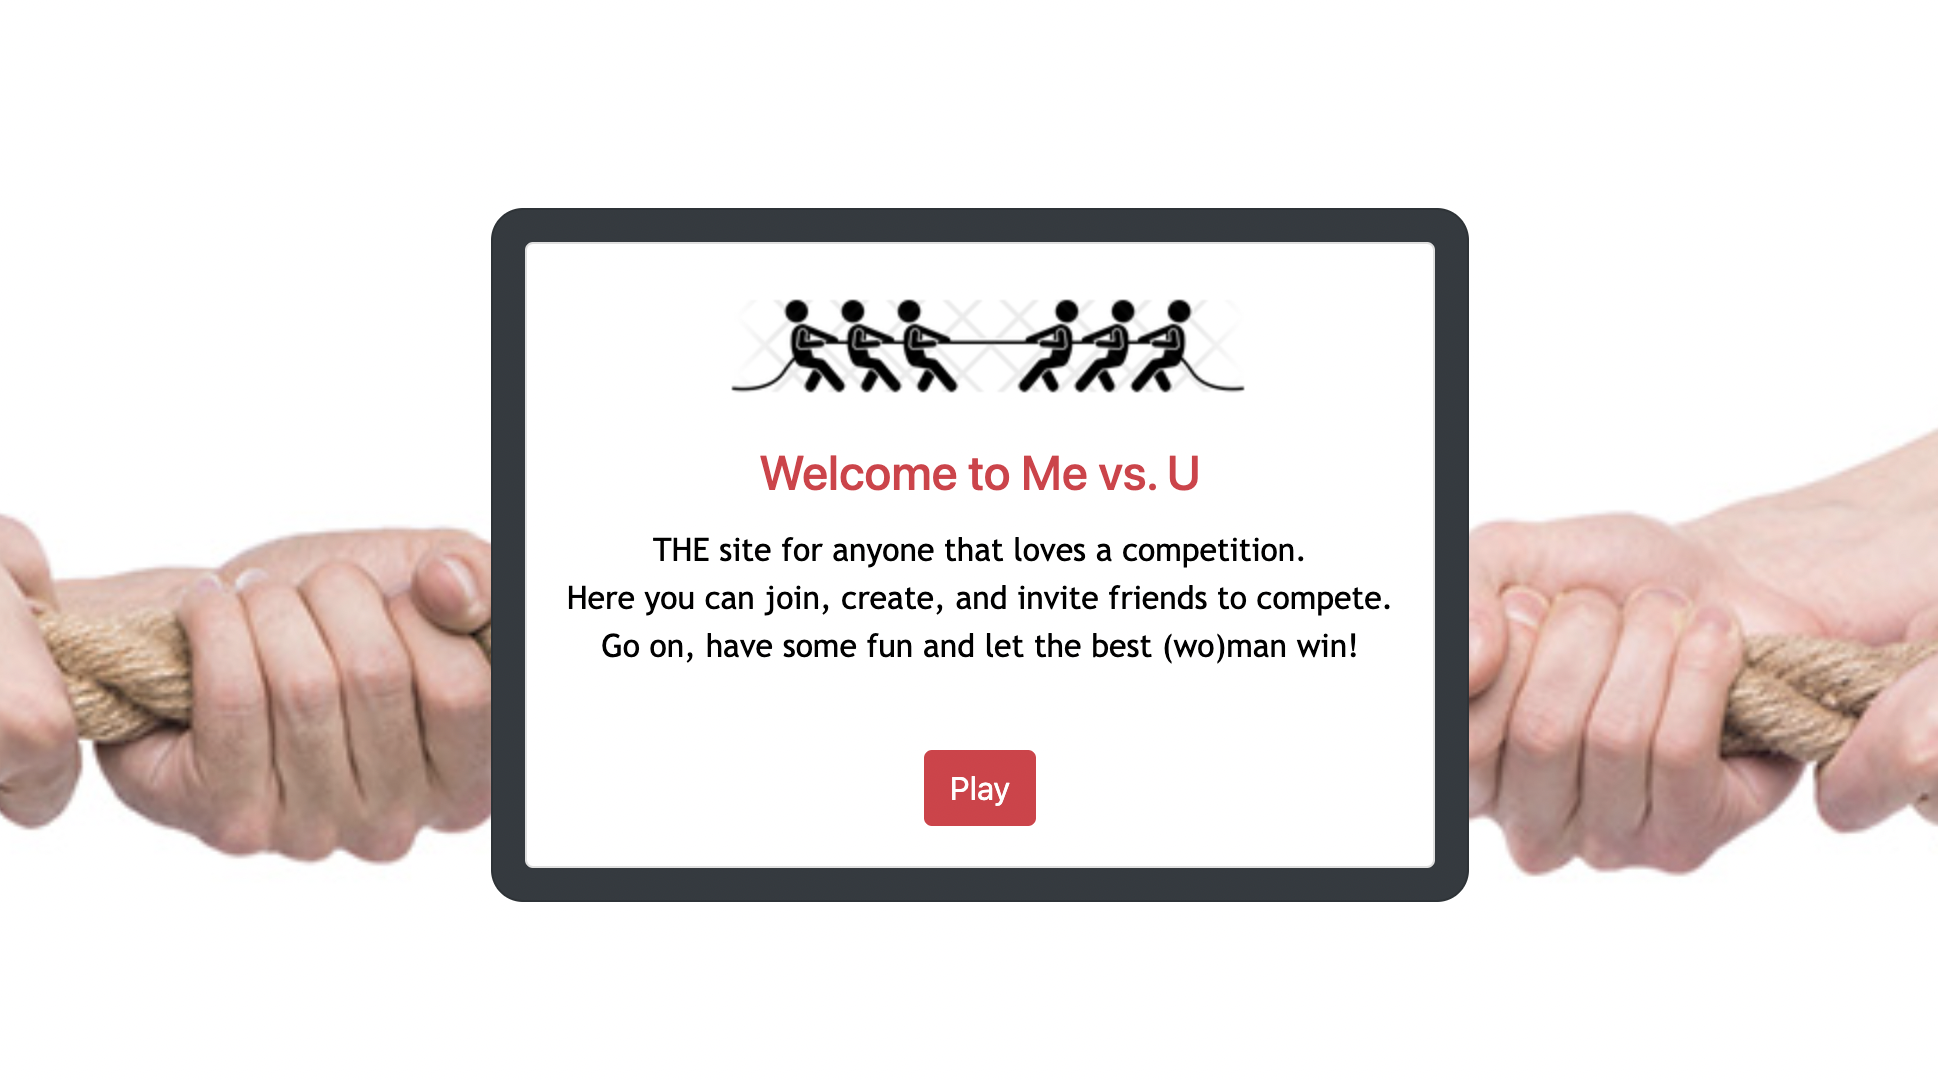 Welcome to Me vs. U
THE site for anyone that loves a competition.
Here you can join, create, and invite friends to compete.
Go on, have some fun and let the best (wo)man win!
Play